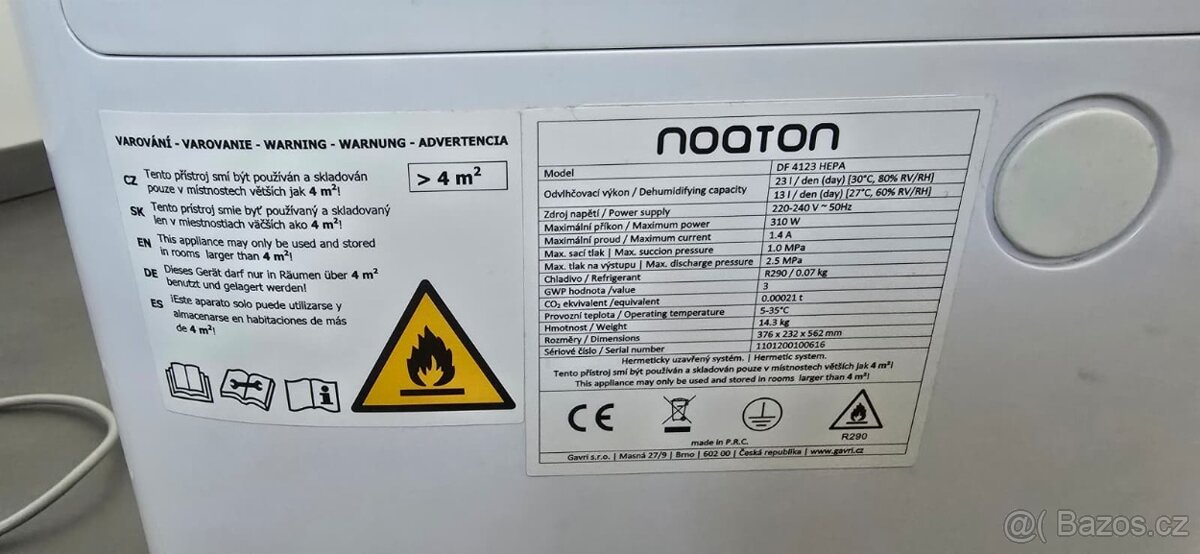 VAROVÁNÍ - VAROVANIE - WARNING - WARNUNG - ADVERTENCIA
> 4 m²
CZ Tento přístroj smí být používán a skladován
pouze v místnostech větších jak 4 m²!
SK Tento prístroj smie byť používaný a skladovaný
len v miestnostiach väčších ako 4 m²!
EN This appliance may only be used and stored
in rooms larger than 4 m²!
DE Dieses Gerät darf nur in Räumen über 4 m²
benutzt und gelagert werden!
ES ¡Este aparato solo puede utilizarse y
almacenarse en habitaciones de más
de 4 m²!
noaton
Model DF 4123 HEPA
Odvlhčovací výkon / Dehumidifying capacity 23 l / den (day) [30°C, 80% RV/RH]
13 l / den (day) [27°C, 60% RV/RH]
Zdroj napětí / Power supply 220-240 V ~ 50Hz
Maximální příkon / Maximum power 310 W
Maximální proud / Maximum current 1.4 A
Max. sací tlak | Max. succion pressure 1.0 MPa
Max. tlak na výstupu | Max. discharge pressure 2.5 MPa
Chladivo / Refrigerant R290 / 0.07 kg
GWP hodnota /value 3
CO₂ ekvivalent /equivalent 0.00021 t
Provozní teplota / Operating temperature 5-35°C
Hmotnost / Weight 14.3 kg
Rozměry / Dimensions 376 x 232 x 562 mm
Sériové číslo / Serial number 1101200100616
Hermeticky uzavřený systém. | Hermetic system.
Tento přístroj smí být používán a skladován pouze v místnostech větších jak 4 m²!
This appliance may only be used and stored in rooms larger than 4 m²!
CE
R290
made in P.R.C.
Gavri s.r.o. | Masná 27/9 | Brno | 602 00 | Česká republika | www.gavri.cz
@( Bazos.cz